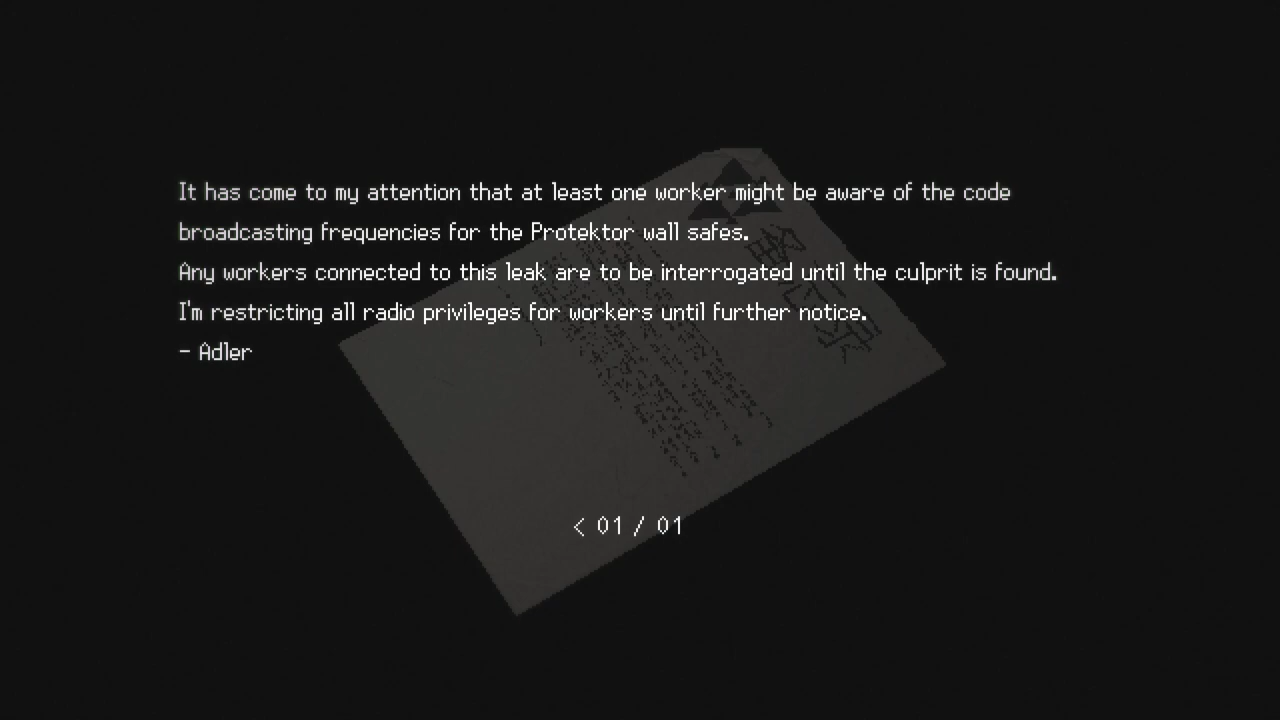 It has come to my attention that at least one worker might be aware of the code
broadcasting frequencies for the Protektor wall safes.
Any workers connected to this leak are to be interrogated until the culprit is found.
I'm restricting all radio privileges for workers until further notice.
- Adler
< 01 / 01